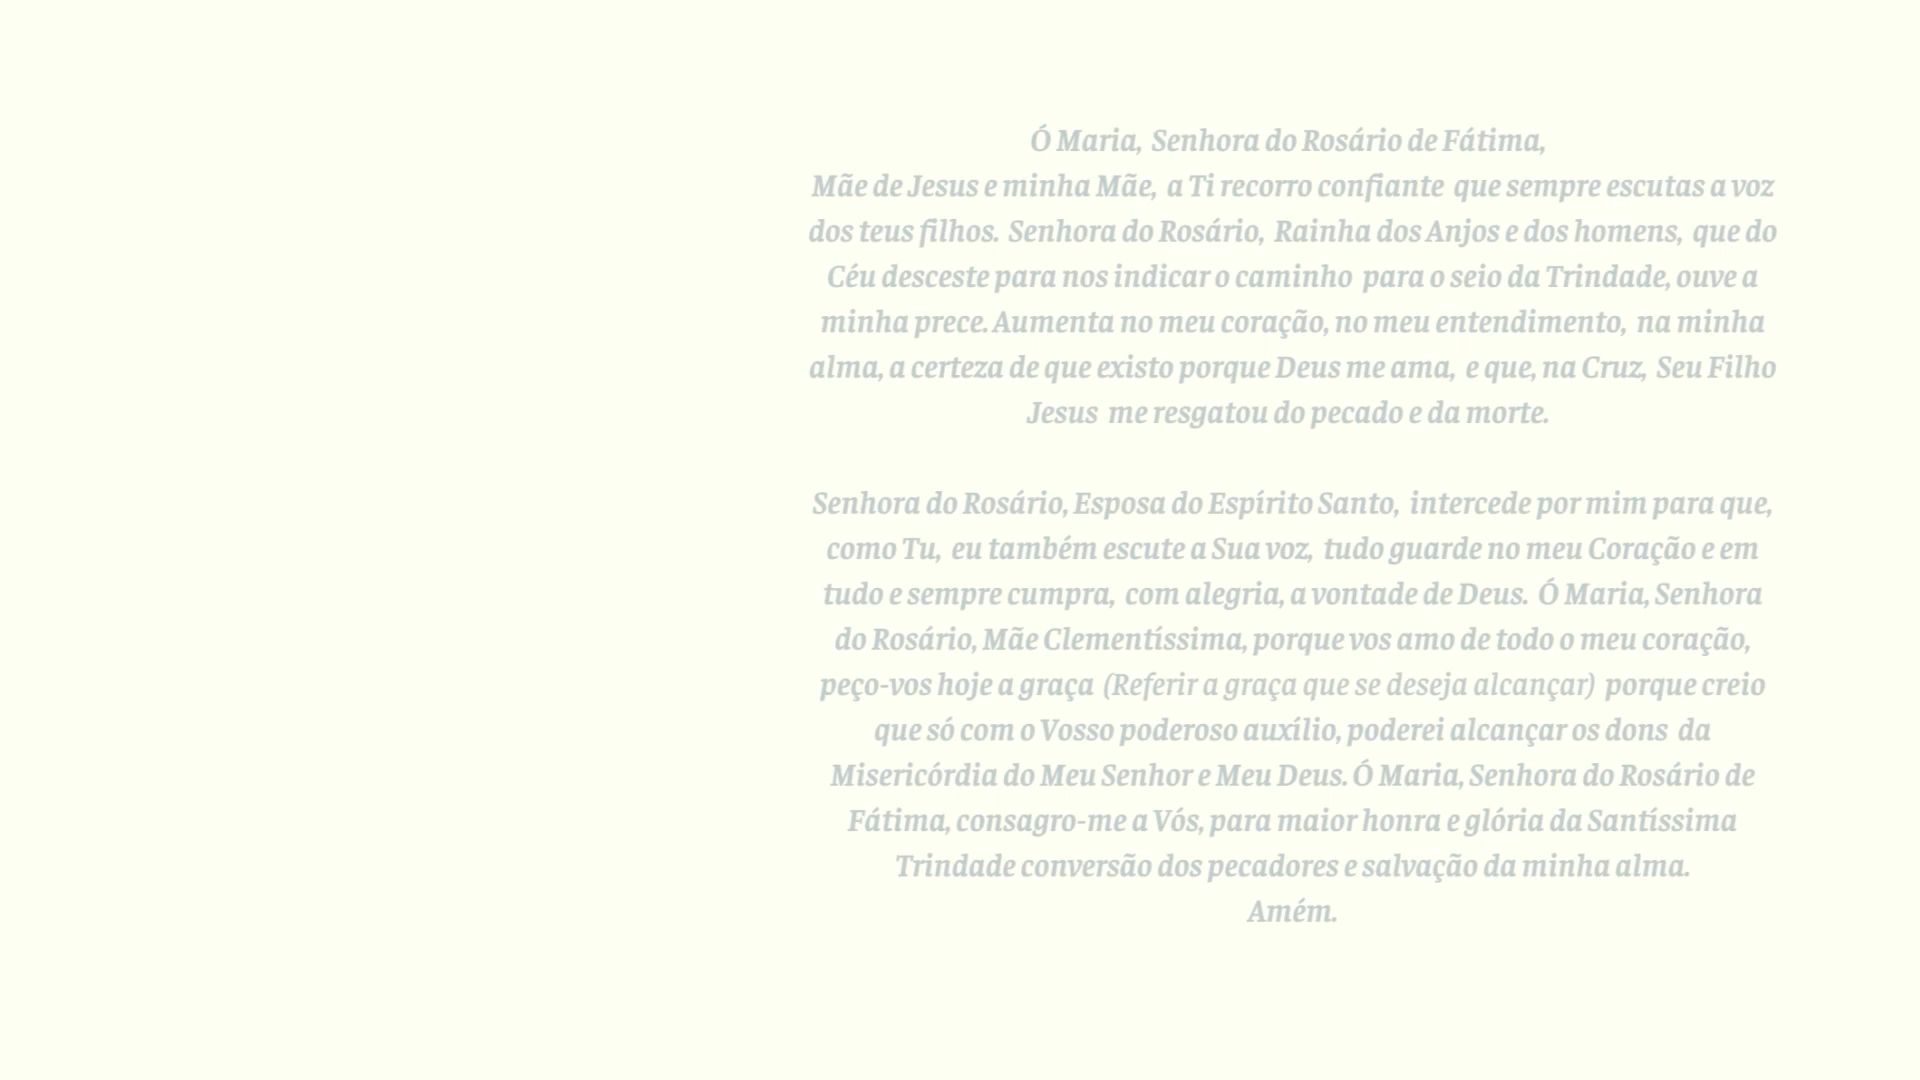 Ó Maria, Senhora do Rosário de Fátima,
Mãe de Jesus e minha Mãe, a Ti recorro confiante que sempre escutas a voz
dos teus filhos. Senhora do Rosário, Rainha dos Anjos e dos homens, que do
Céu desceste para nos indicar o caminho para o seio da Trindade, ouve a
minha prece. Aumenta no meu coração, no meu entendimento, na minha
alma, a certeza de que existo porque Deus me ama, e que, na Cruz, Seu Filho
Jesus me resgatou do pecado e da morte.
Senhora do Rosário, Esposa do Espírito Santo, intercede por mim para que,
como Tu, eu também escute a Sua voz, tudo guarde no meu Coração e em
tudo e sempre cumpra, com alegria, a vontade de Deus. Ó Maria, Senhora
do Rosário, Mãe Clementíssima, porque vos amo de todo o meu coração,
peço-vos hoje a graça (Referir a graça que se deseja alcançar) porque creio
que só com o Vosso poderoso auxílio, poderei alcançar os dons da
Misericórdia do Meu Senhor e Meu Deus. Ó Maria, Senhora do Rosário de
Fátima, consagro-me a Vós, para maior honra e glória da Santíssima
Trindade conversão dos pecadores e salvação da minha alma.
Amém.